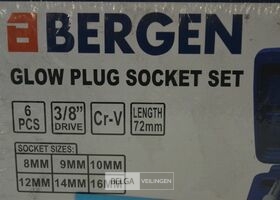 BERGEN
GLOW PLUG SOCKET SET
6 PCS
3/8" DRIVE
Cr-V
LENGTH 72mm
SOCKET SIZES:
8MM 9MM 10MM
12MM 14MM 16MM
BELGA VEILINGEN